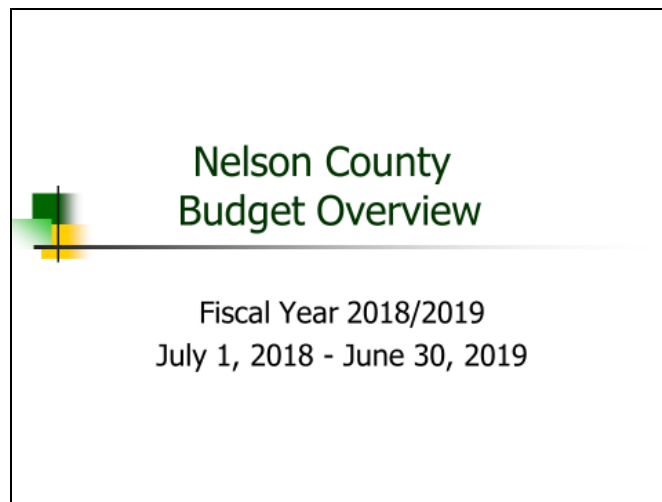 Nelson County
Budget Overview
Fiscal Year 2018/2019
July 1, 2018 - June 30, 2019